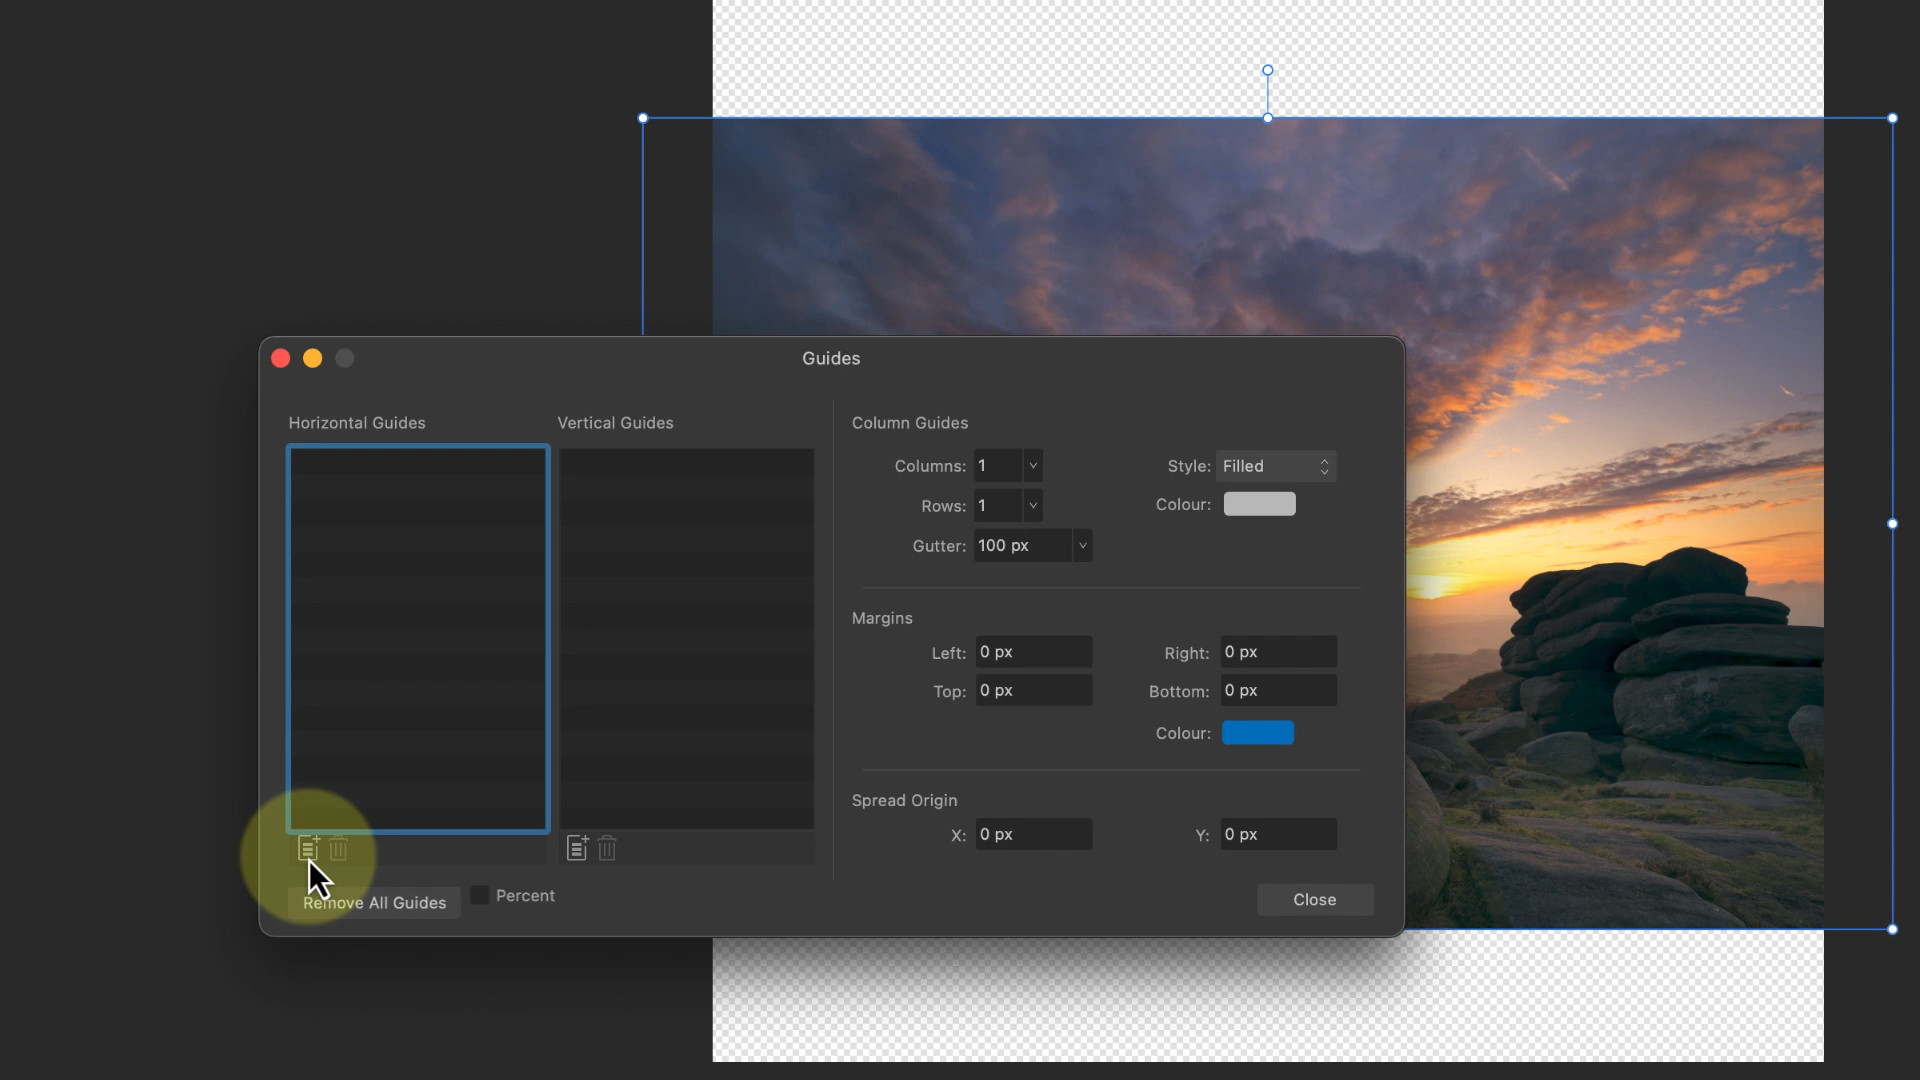 Guides
Horizontal Guides
Vertical Guides
Column Guides
Columns: 1
Style: Filled
Rows: 1
Colour:
Gutter: 100 px
Margins
Left: 0 px
Right: 0 px
Top: 0 px
Bottom: 0 px
Colour:
Spread Origin
X: 0 px
Y: 0 px
Remove All Guides
Percent
Close